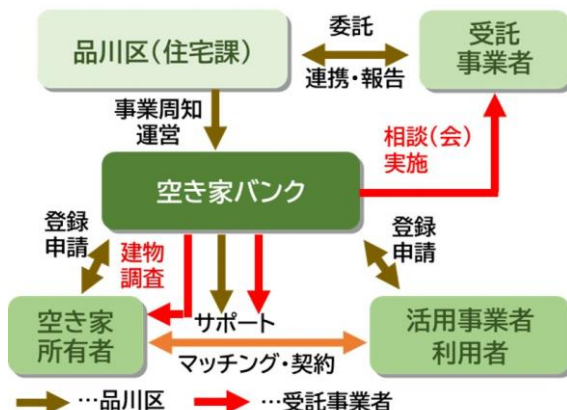 品川区(住宅課)
委託
連携・報告
受託
事業者
事業周知
運営
相談(会)
実施
空き家バンク
登録
申請
建物
調査
登録
申請
空き家
所有者
サポート
マッチング・契約
活用事業者
利用者
…品川区
…受託事業者